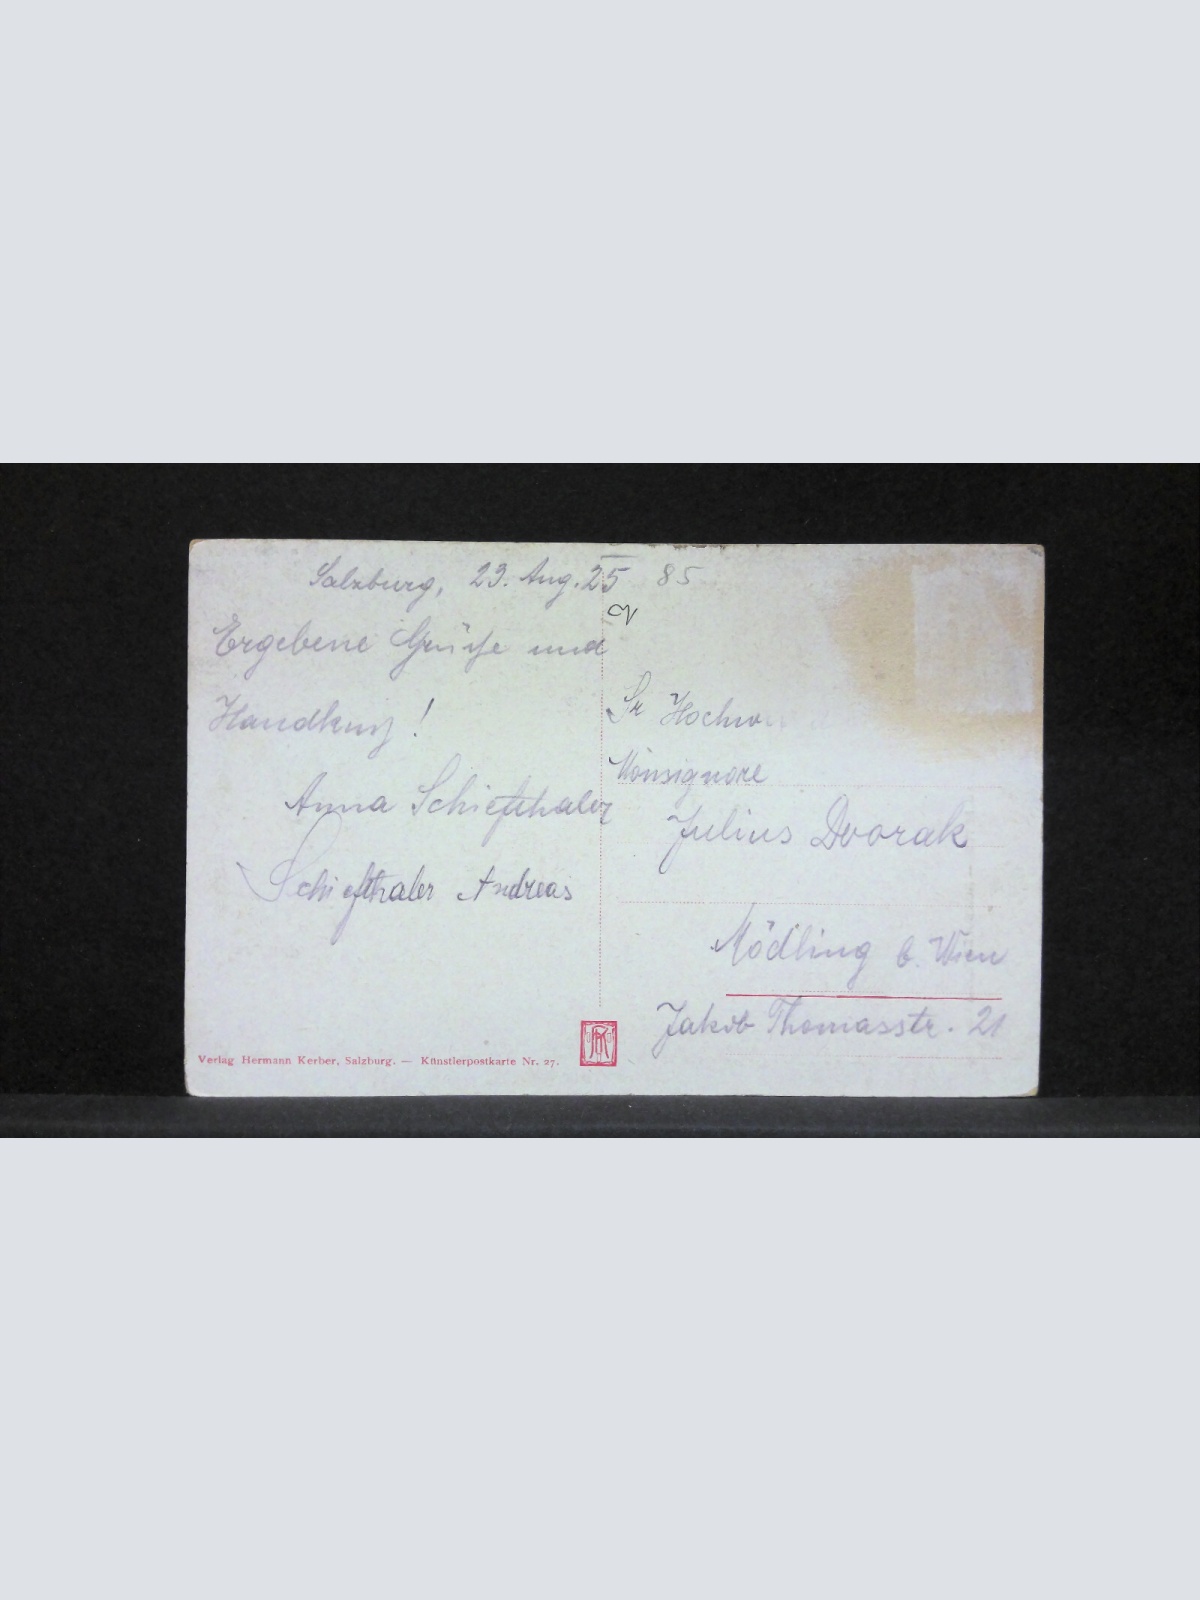 Salzburg, 23. Aug. 25
85
Ergebene Grüße und
Handkuß!
Anna Schiefthaler
Schiefthaler Andreas
Sr Hochw
Monsignore
Julius Dvorak
Mödling b. Wien
Jakob Thomasstr. 21
Verlag Hermann Kerber, Salzburg. — Künstlerpostkarte Nr. 27.